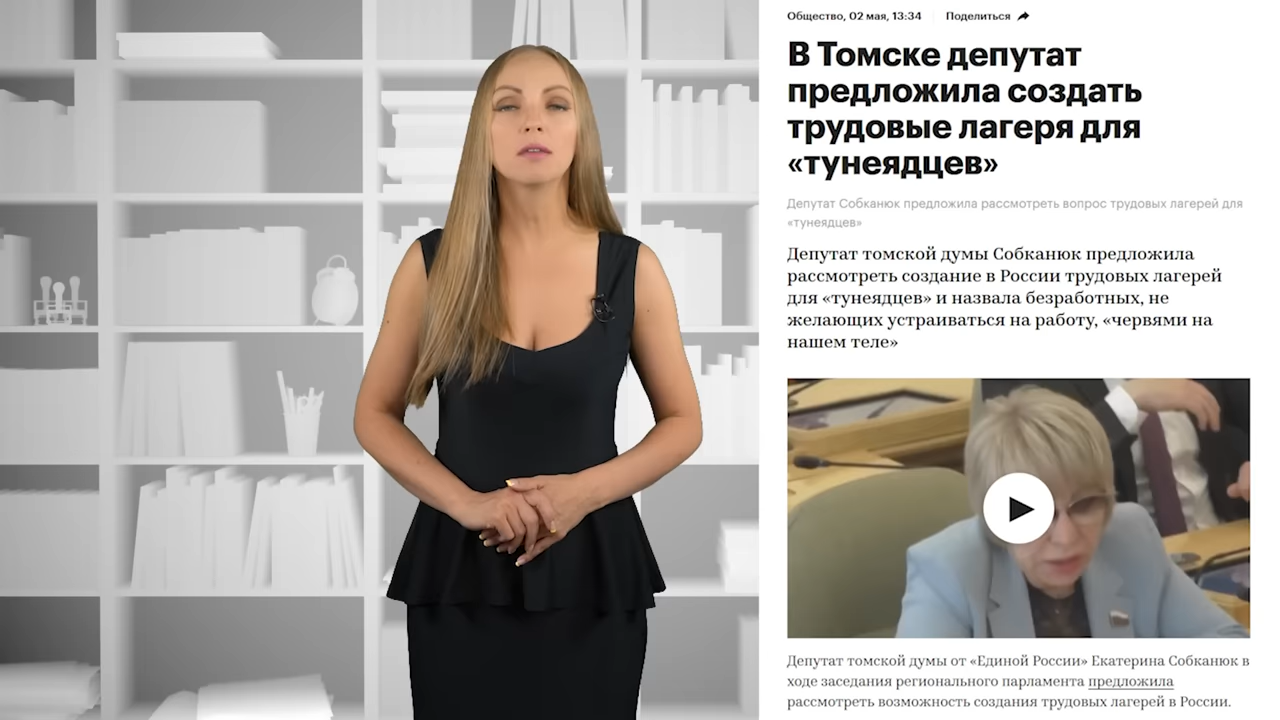 Общество, 02 мая, 13:34 Поделиться
В Томске депутат
предложила создать
трудовые лагеря для
«тунеядцев»
Депутат Собканюк предложила рассмотреть вопрос трудовых лагерей для
«тунеядцев»
Депутат томской думы Собканюк предложила
рассмотреть создание в России трудовых лагерей
для «тунеядцев» и назвала безработных, не
желающих устраиваться на работу, «червями на
нашем теле»
Депутат томской думы от «Единой России» Екатерина Собканюк в
ходе заседания регионального парламента предложила
рассмотреть возможность создания трудовых лагерей в России.